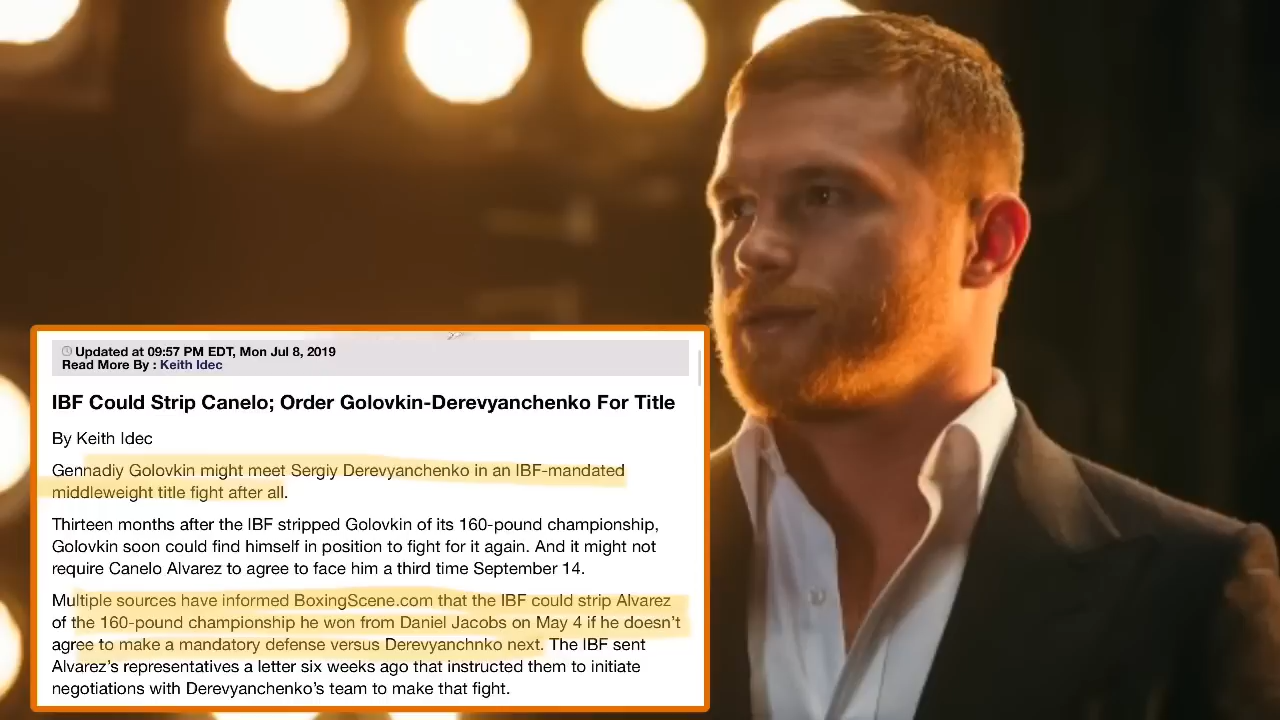 Updated at 09:57 PM EDT, Mon Jul 8, 2019
Read More By : Keith Idec
IBF Could Strip Canelo; Order Golovkin-Derevyanchenko For Title
By Keith Idec
Gennadiy Golovkin might meet Sergiy Derevyanchenko in an IBF-mandated
middleweight title fight after all.
Thirteen months after the IBF stripped Golovkin of its 160-pound championship,
Golovkin soon could find himself in position to fight for it again. And it might not
require Canelo Alvarez to agree to face him a third time September 14.
Multiple sources have informed BoxingScene.com that the IBF could strip Alvarez
of the 160-pound championship he won from Daniel Jacobs on May 4 if he doesn't
agree to make a mandatory defense versus Derevyanchnko next. The IBF sent
Alvarez's representatives a letter six weeks ago that instructed them to initiate
negotiations with Derevyanchenko's team to make that fight.